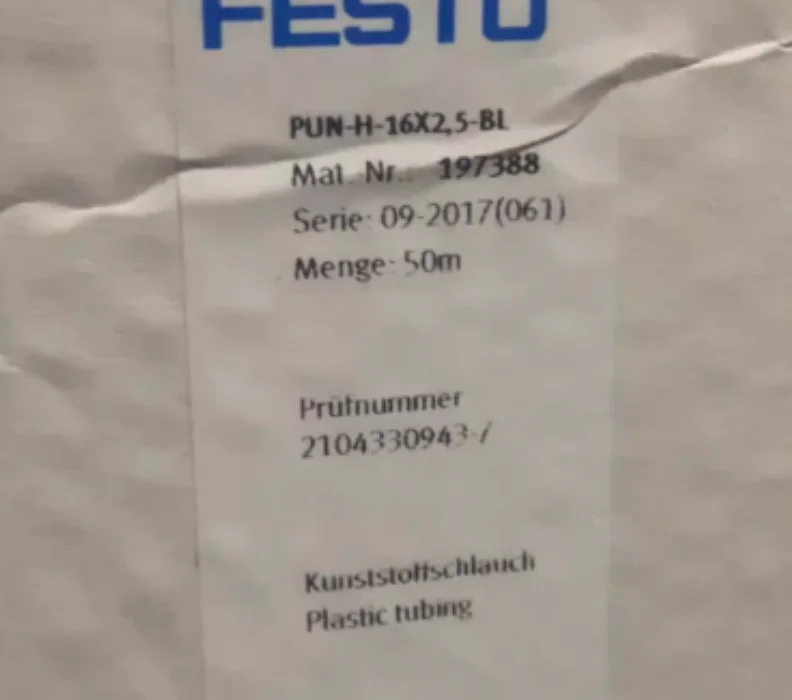 FESTO
PUN-H-16X2,5-BL
Mat. Nr.: 197388
Serie: 09-2017(061)
Menge: 50m
Prüfnummer
2104330943-/
Kunststoffschlauch
Plastic tubing